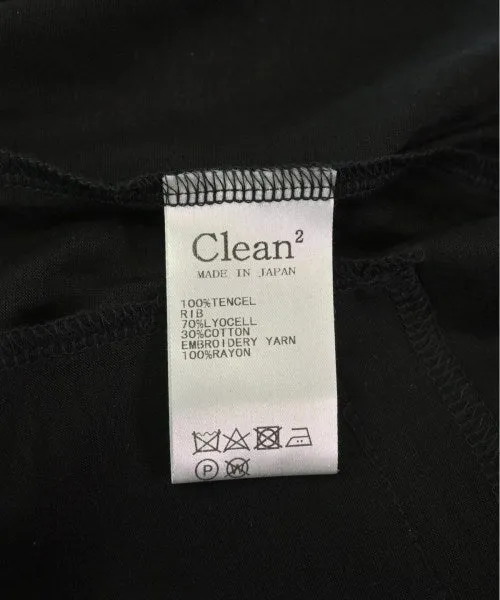 Clean²
MADE IN JAPAN
100%TENCEL
RIB
70%LYOCELL
30%COTTON
EMBROIDERY YARN
100%RAYON
P W